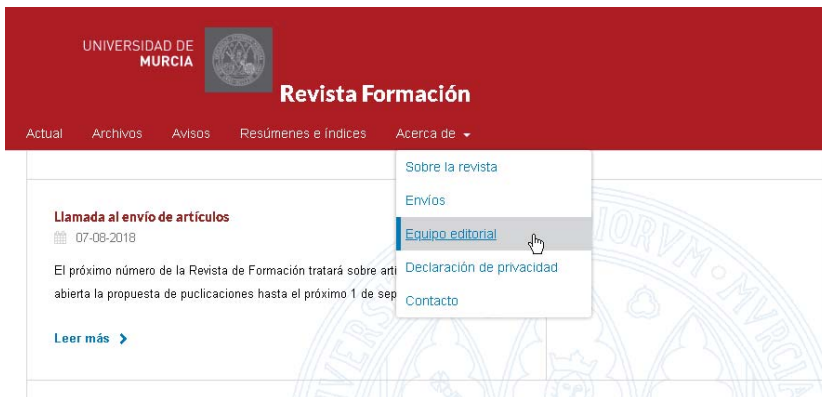 UNIVERSIDAD DE
MURCIA
Revista Formación
Actual Archivos Avisos Resúmenes e índices Acerca de
Sobre la revista
Envíos
Equipo editorial
Declaración de privacidad
Contacto
Llamada al envío de artículos
07-08-2018
El próximo número de la Revista de Formación tratará sobre arti
abierta la propuesta de puclicaciones hasta el próximo 1 de sep
Leer más